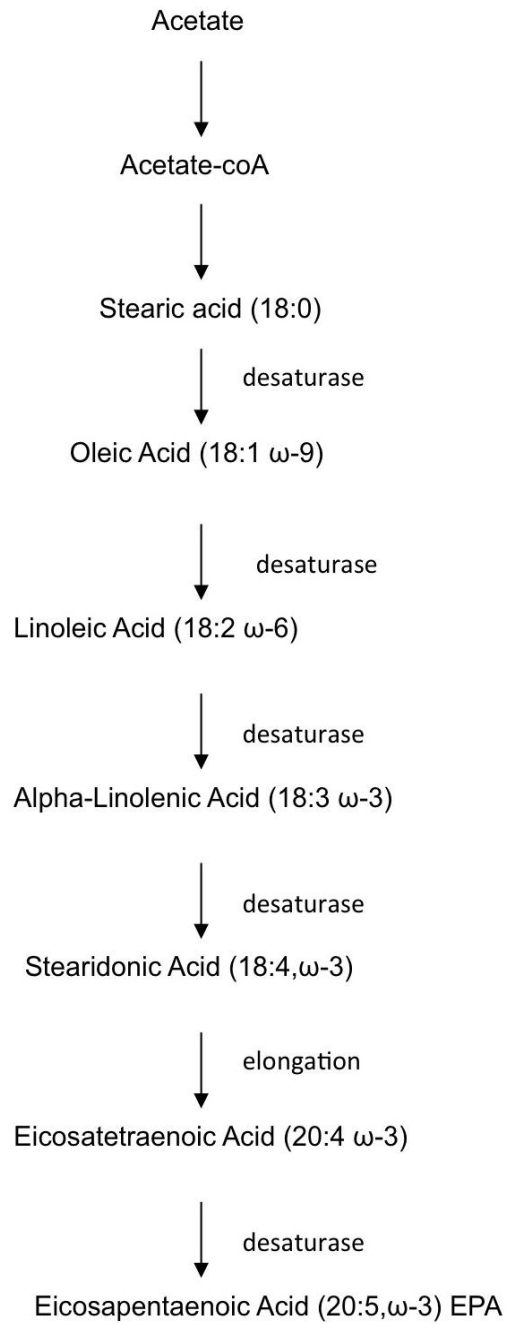 Acetate
Acetate-coA
Stearic acid (18:0)
desaturase
Oleic Acid (18:1 ω-9)
desaturase
Linoleic Acid (18:2 ω-6)
desaturase
Alpha-Linolenic Acid (18:3 ω-3)
desaturase
Stearidonic Acid (18:4,ω-3)
elongation
Eicosatetraenoic Acid (20:4 ω-3)
desaturase
Eicosapentaenoic Acid (20:5,ω-3) EPA